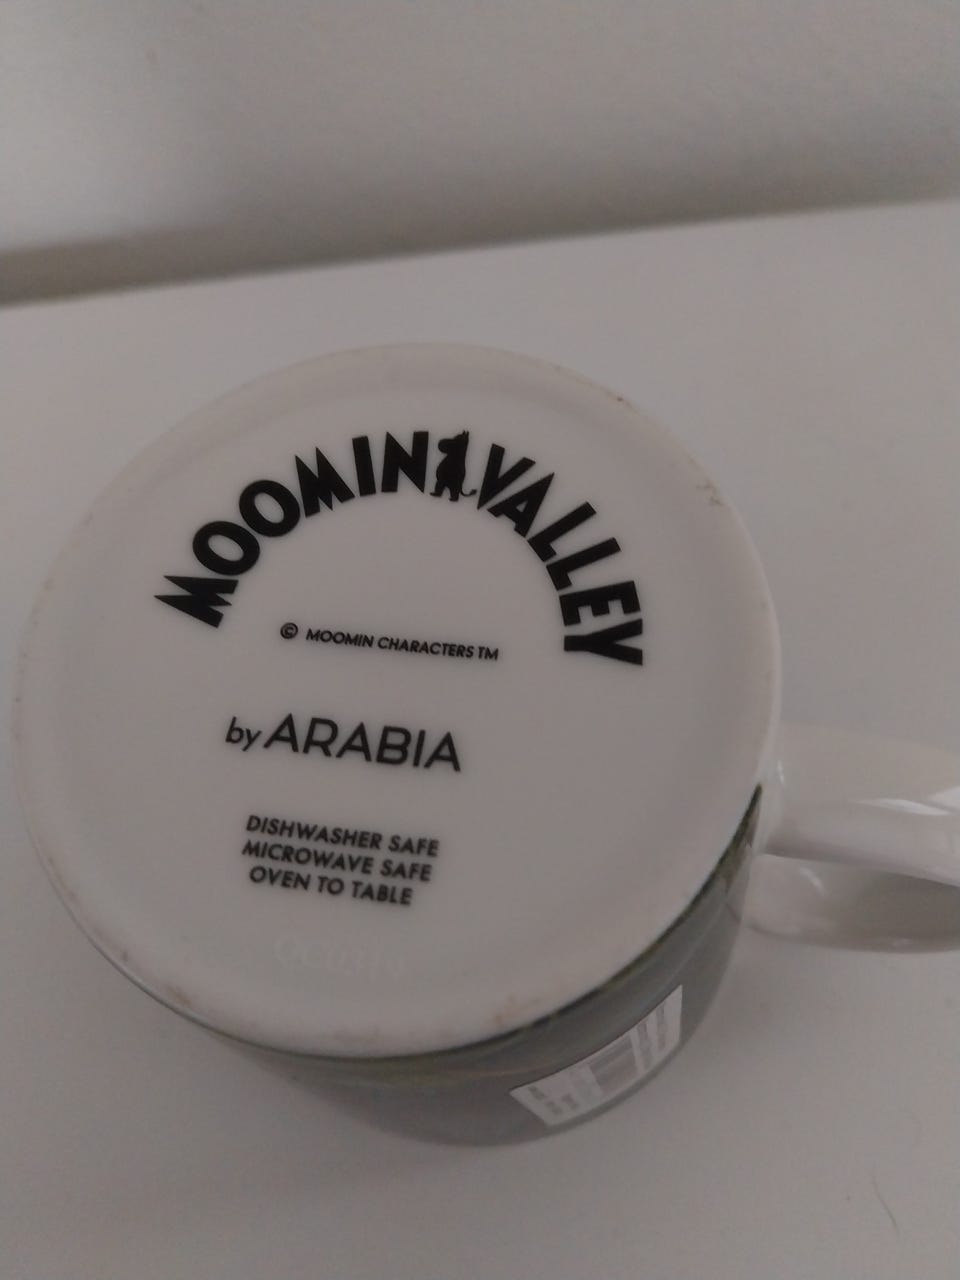 MOOMINVALLEY
© MOOMIN CHARACTERS TM
by ARABIA
DISHWASHER SAFE
MICROWAVE SAFE
OVEN TO TABLE